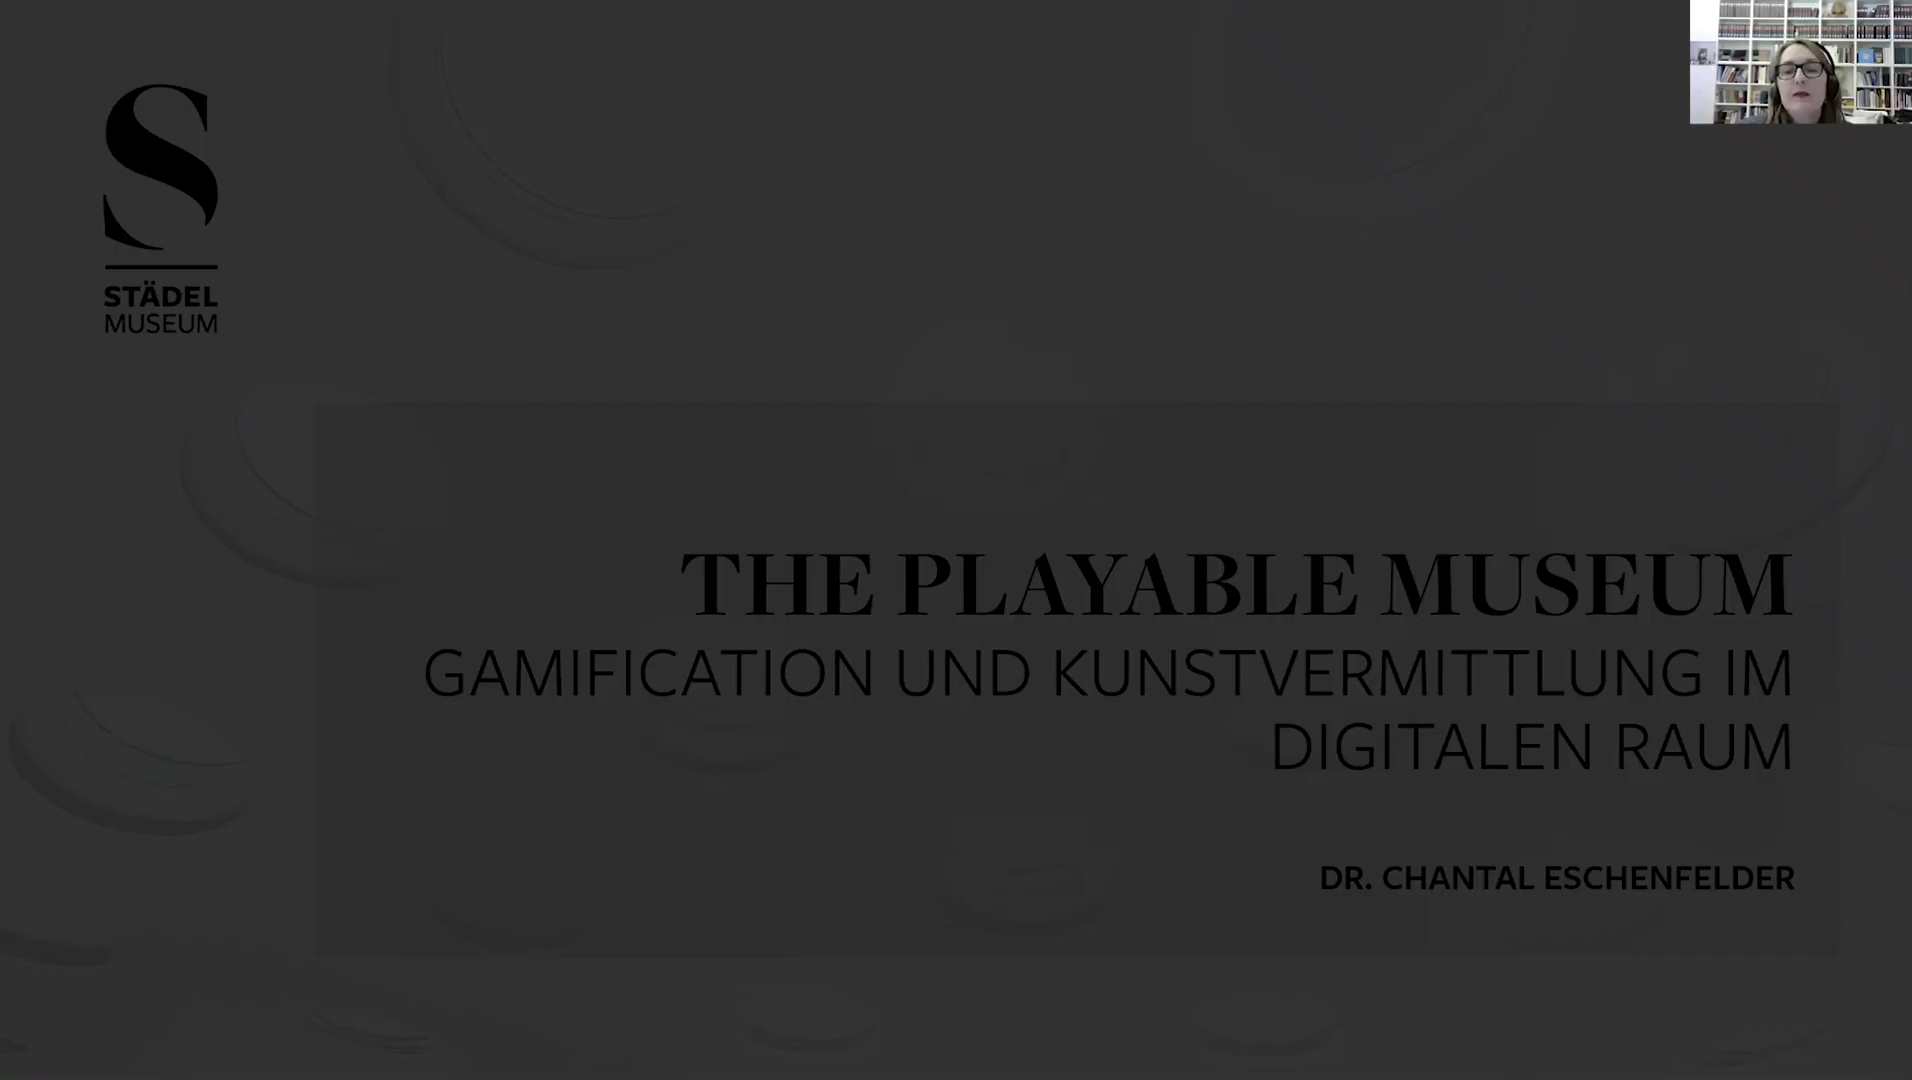 STÄDEL
MUSEUM
THE PLAYABLE MUSEUM
GAMIFICATION UND KUNSTVERMITTLUNG IM
DIGITALEN RAUM
DR. CHANTAL ESCHENFELDER